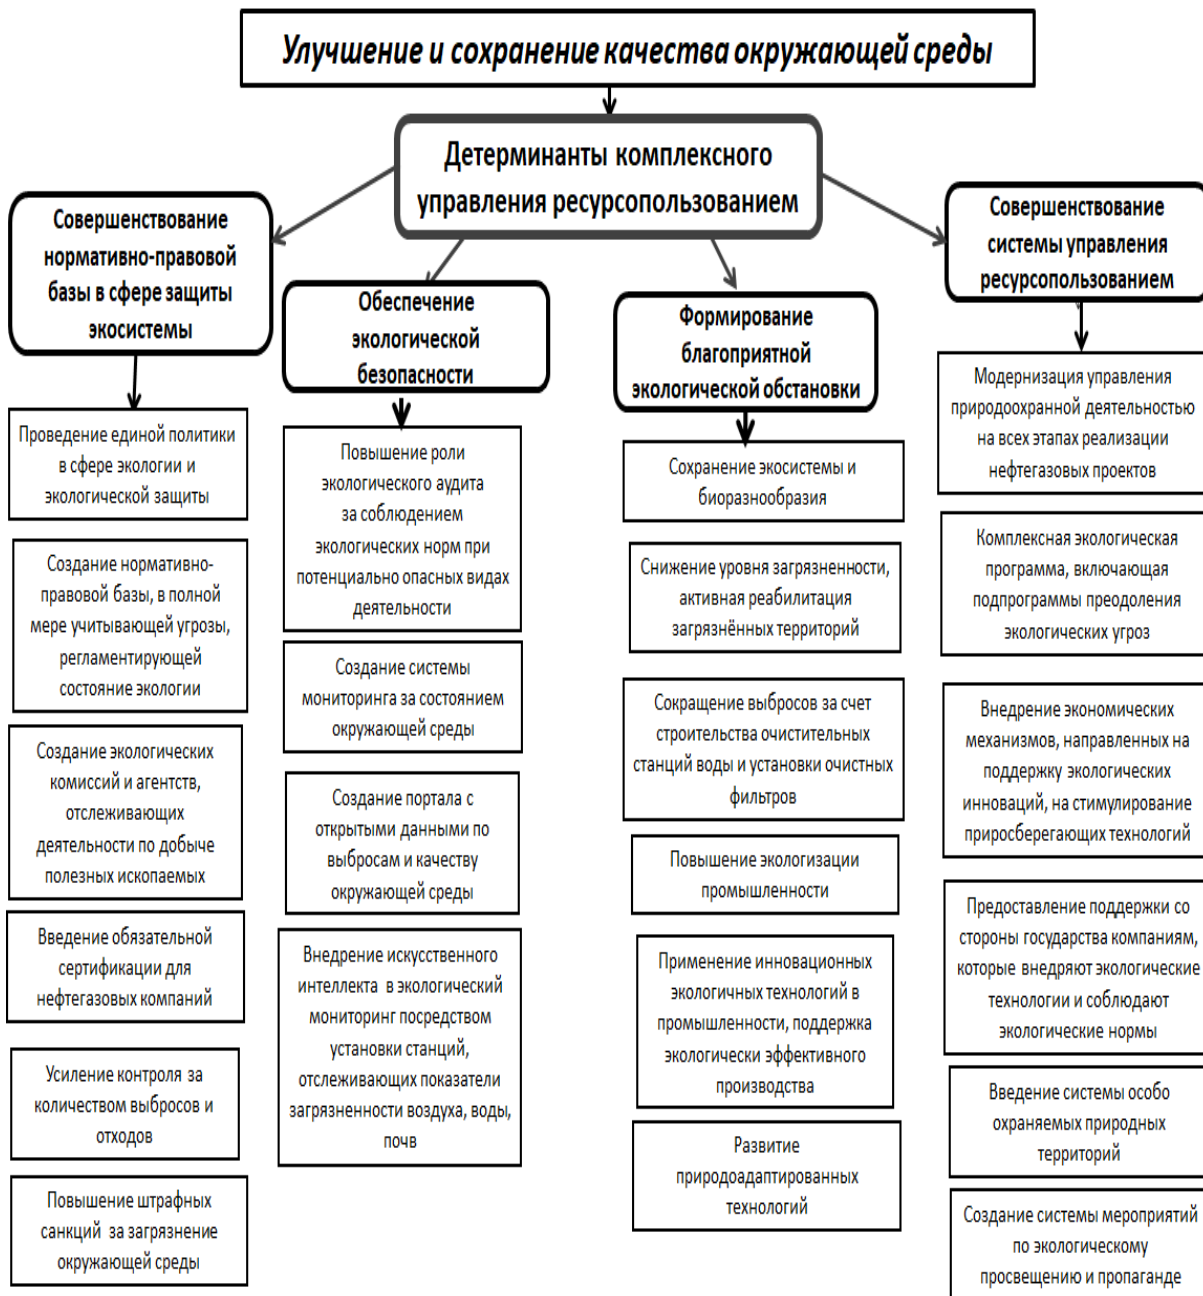 Улучшение и сохранение качества окружающей среды
Детерминанты комплексного
управления ресурсопользованием
Совершенствование
нормативно-правовой
базы в сфере защиты
экосистемы
Проведение единой политики
в сфере экологии и
экологической защиты
Создание нормативно-
правовой базы, в полной
мере учитывающей угрозы,
регламентирующей
состояние экологии
Создание экологических
комиссий и агентств,
отслеживающих
деятельности по добыче
полезных ископаемых
Введение обязательной
сертификации для
нефтегазовых компаний
Усиление контроля за
количеством выбросов и
отходов
Повышение штрафных
санкций за загрязнение
окружающей среды
Обеспечение
экологической
безопасности
Повышение роли
экологического аудита
за соблюдением
экологических норм при
потенциально опасных видах
деятельности
Создание системы
мониторинга за состоянием
окружающей среды
Создание портала с
открытыми данными по
выбросам и качеству
окружающей среды
Внедрение искусственного
интеллекта в экологический
мониторинг посредством
установки станций,
отслеживающих показатели
загрязненности воздуха, воды,
почв
Формирование
благоприятной
экологической обстановки
Сохранение экосистемы и
биоразнообразия
Снижение уровня загрязненности,
активная реабилитация
загрязнённых территорий
Сокращение выбросов за счет
строительства очистительных
станций воды и установки очистных
фильтров
Повышение экологизации
промышленности
Применение инновационных
экологичных технологий в
промышленности, поддержка
экологически эффективного
производства
Развитие
природоадаптированных
технологий
Совершенствование
системы управления
ресурсопользованием
Модернизация управления
природоохранной деятельностью
на всех этапах реализации
нефтегазовых проектов
Комплексная экологическая
программа, включающая
подпрограммы преодоления
экологических угроз
Внедрение экономических
механизмов, направленных на
поддержку экологических
инноваций, на стимулирование
приросберегающих технологий
Предоставление поддержки со
стороны государства компаниям,
которые внедряют экологические
технологии и соблюдают
экологические нормы
Введение системы особо
охраняемых природных
территорий
Создание системы мероприятий
по экологическому
просвещению и пропаганде